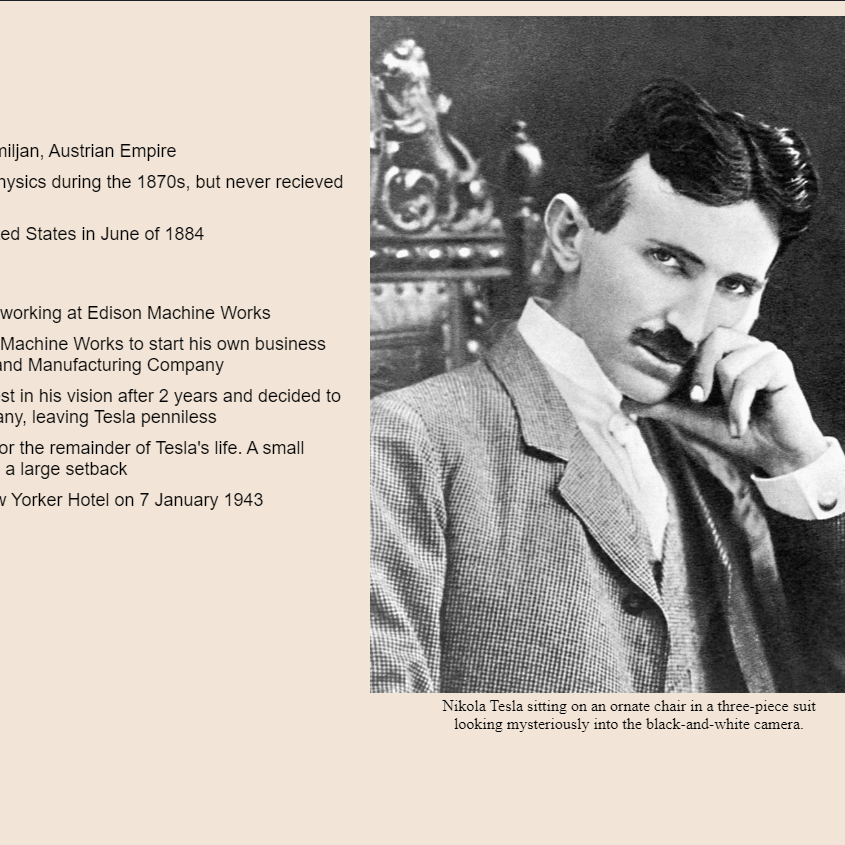 niljan, Austrian Empire
hysics during the 1870s, but never recieved
ed States in June of 1884
working at Edison Machine Works
Machine Works to start his own business
and Manufacturing Company
st in his vision after 2 years and decided to
any, leaving Tesla penniless
or the remainder of Tesla's life. A small
a large setback
w Yorker Hotel on 7 January 1943
Nikola Tesla sitting on an ornate chair in a three-piece suit
looking mysteriously into the black-and-white camera.